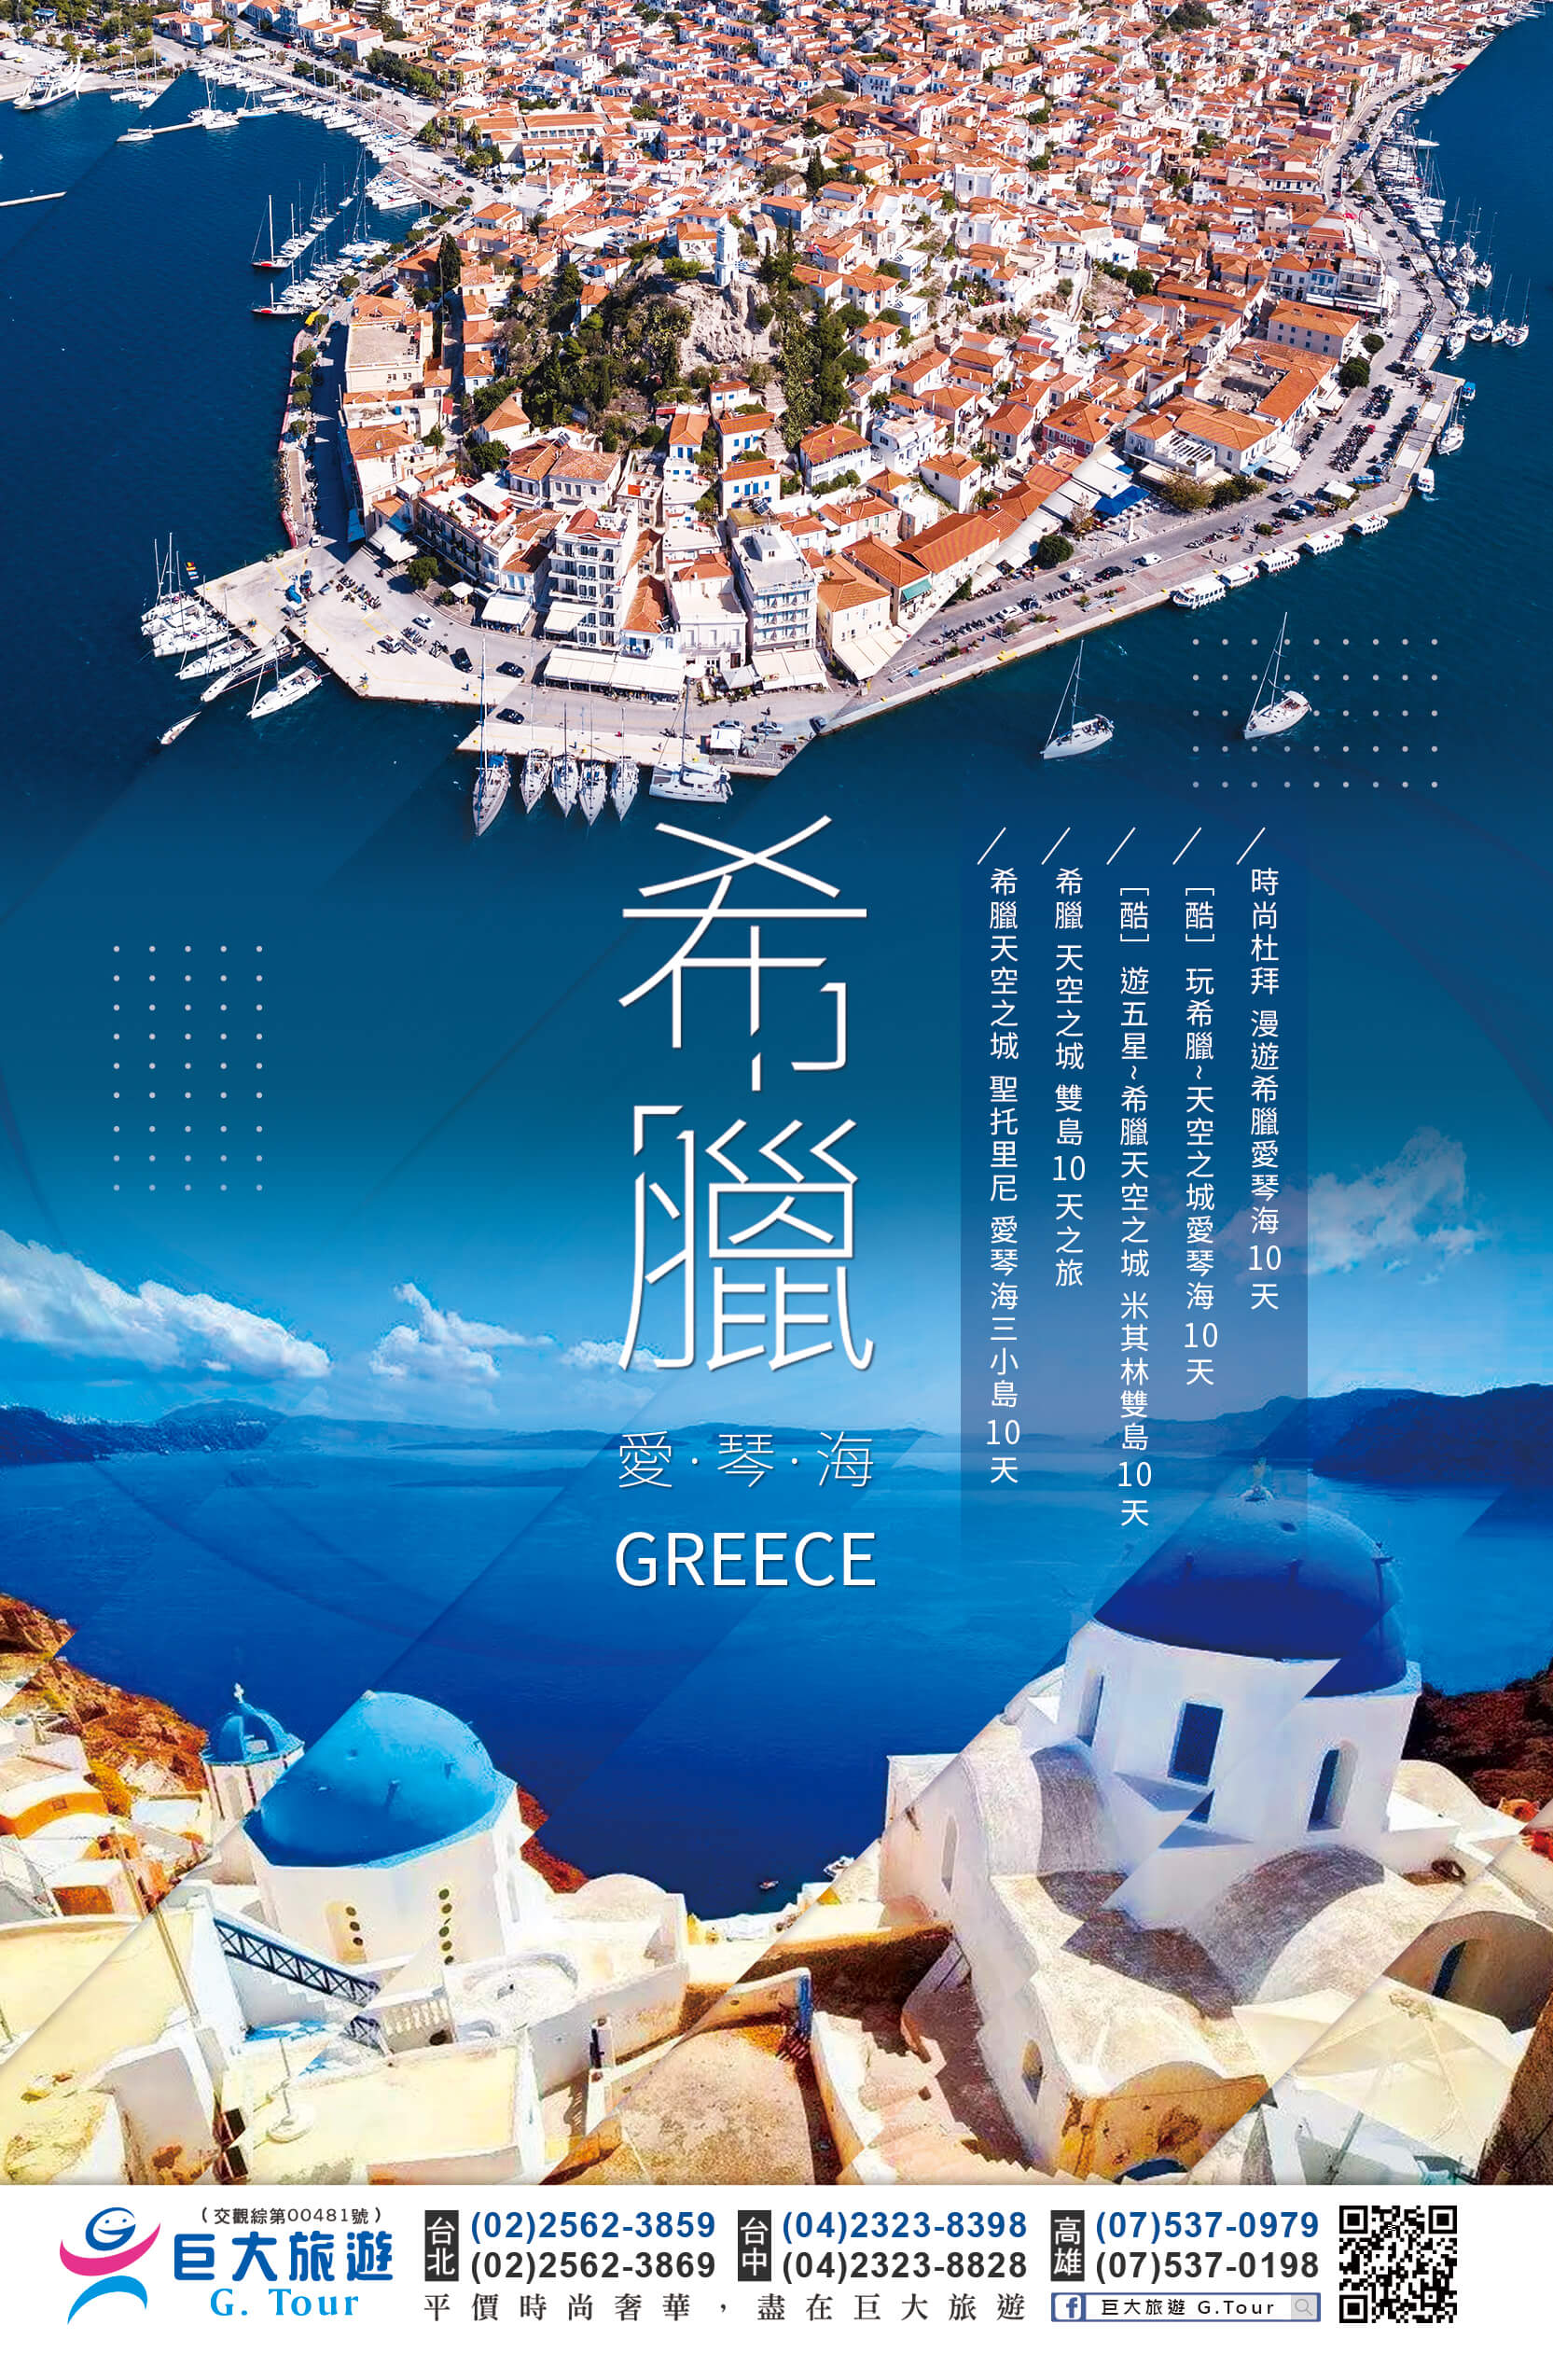 希臘
愛·琴·海
GREECE
時尚杜拜 漫遊希臘愛琴海10天
［酷］玩希臘~天空之城愛琴海10天
［酷］遊五星~希臘天空之城 米其林雙島10天
希臘 天空之城 雙島10天之旅
希臘天空之城 聖托里尼 愛琴海三小島10天
（交觀綜第00481號）
巨大旅遊
G. Tour
台北
(02)2562-3859
(02)2562-3869
台中
(04)2323-8398
(04)2323-8828
高雄
(07)537-0979
(07)537-0198
平價時尚奢華，盡在巨大旅遊
f 巨大旅遊 G.Tour